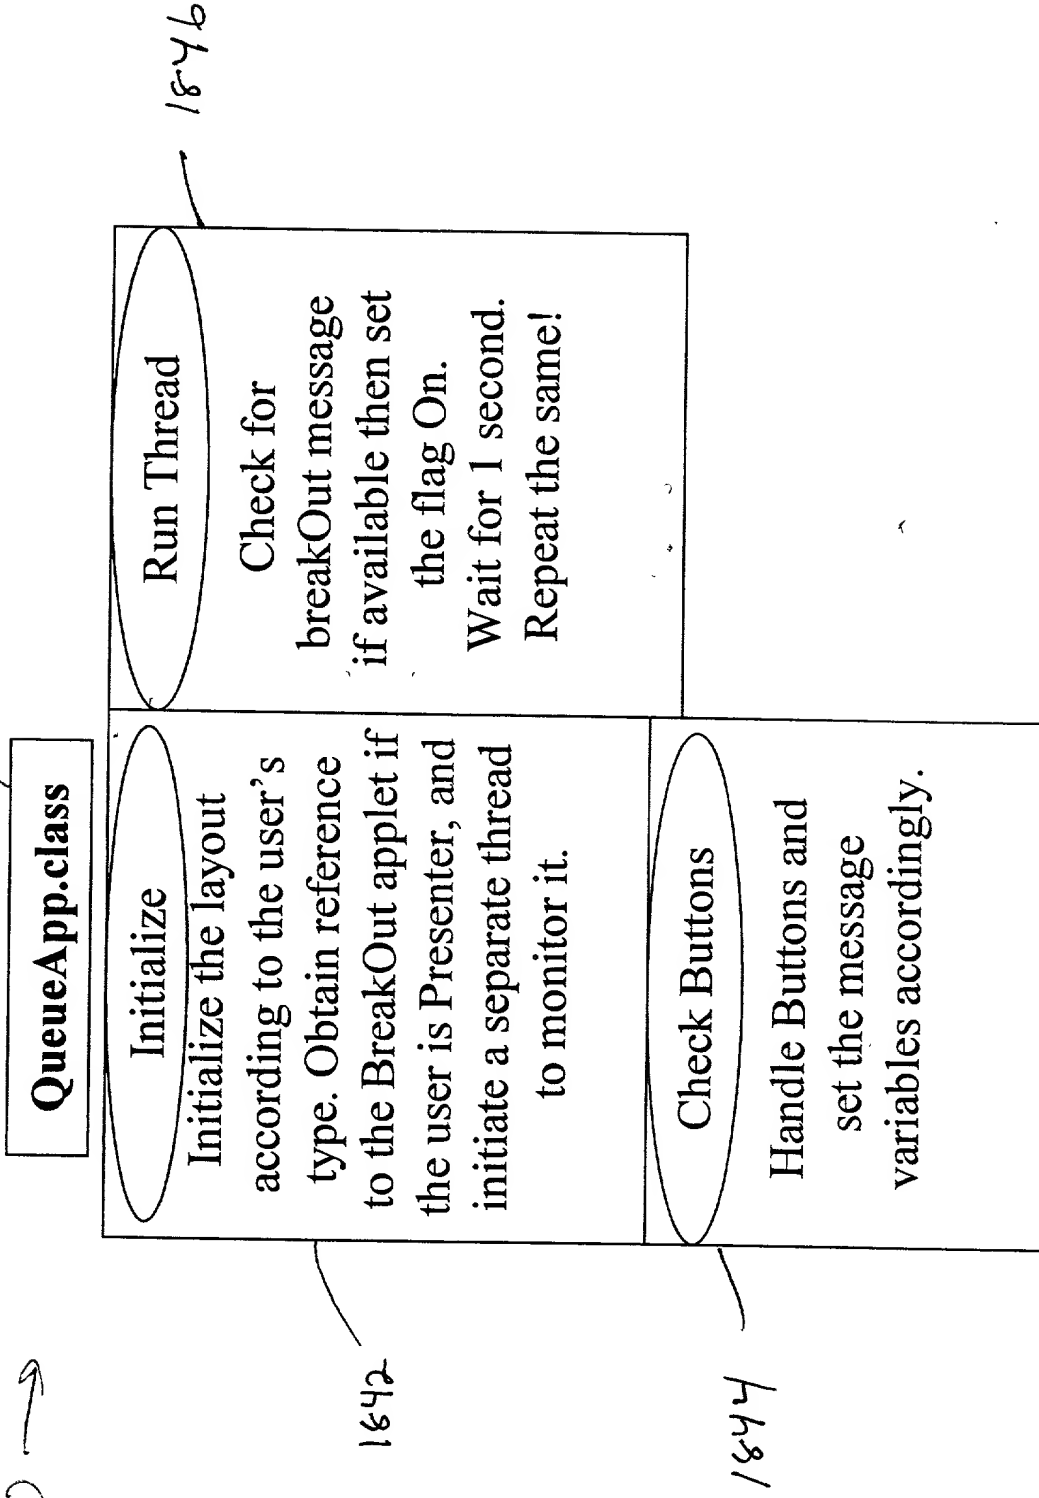 QueueApp.class
Initialize
Initialize the layout
according to the user's
type. Obtain reference
to the BreakOut applet if
the user is Presenter, and
initiate a separate thread
to monitor it.
1842
Run Thread
Check for
breakOut message
if available then set
the flag On.
Wait for 1 second.
Repeat the same!
1846
Check Buttons
Handle Buttons and
set the message
variables accordingly.
1844